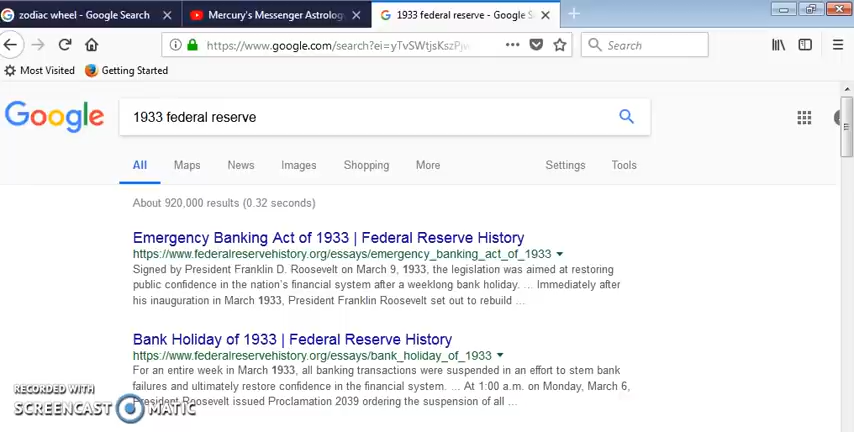 zodiac wheel - Google Search
Mercury's Messenger Astrolog
1933 federal reserve - Google S
https://www.google.com/search?ei=yTvSWtjsKszPjw
Search
Most Visited
Getting Started
Google
1933 federal reserve
All
Maps
News
Images
Shopping
More
Settings
Tools
About 920,000 results (0.32 seconds)
Emergency Banking Act of 1933 | Federal Reserve History
https://www.federalreservehistory.org/essays/emergency_banking_act_of_1933
Signed by President Franklin D. Roosevelt on March 9, 1933, the legislation was aimed at restoring
public confidence in the nation's financial system after a weeklong bank holiday. ... Immediately after
his inauguration in March 1933, President Franklin Roosevelt set out to rebuild ...
Bank Holiday of 1933 | Federal Reserve History
https://www.federalreservehistory.org/essays/bank_holiday_of_1933
For an entire week in March 1933, all banking transactions were suspended in an effort to stem bank
failures and ultimately restore confidence in the financial system. ... At 1:00 a.m. on Monday, March 6,
President Roosevelt issued Proclamation 2039 ordering the suspension of all ...
RECORDED WITH
SCREENCAST MATIC